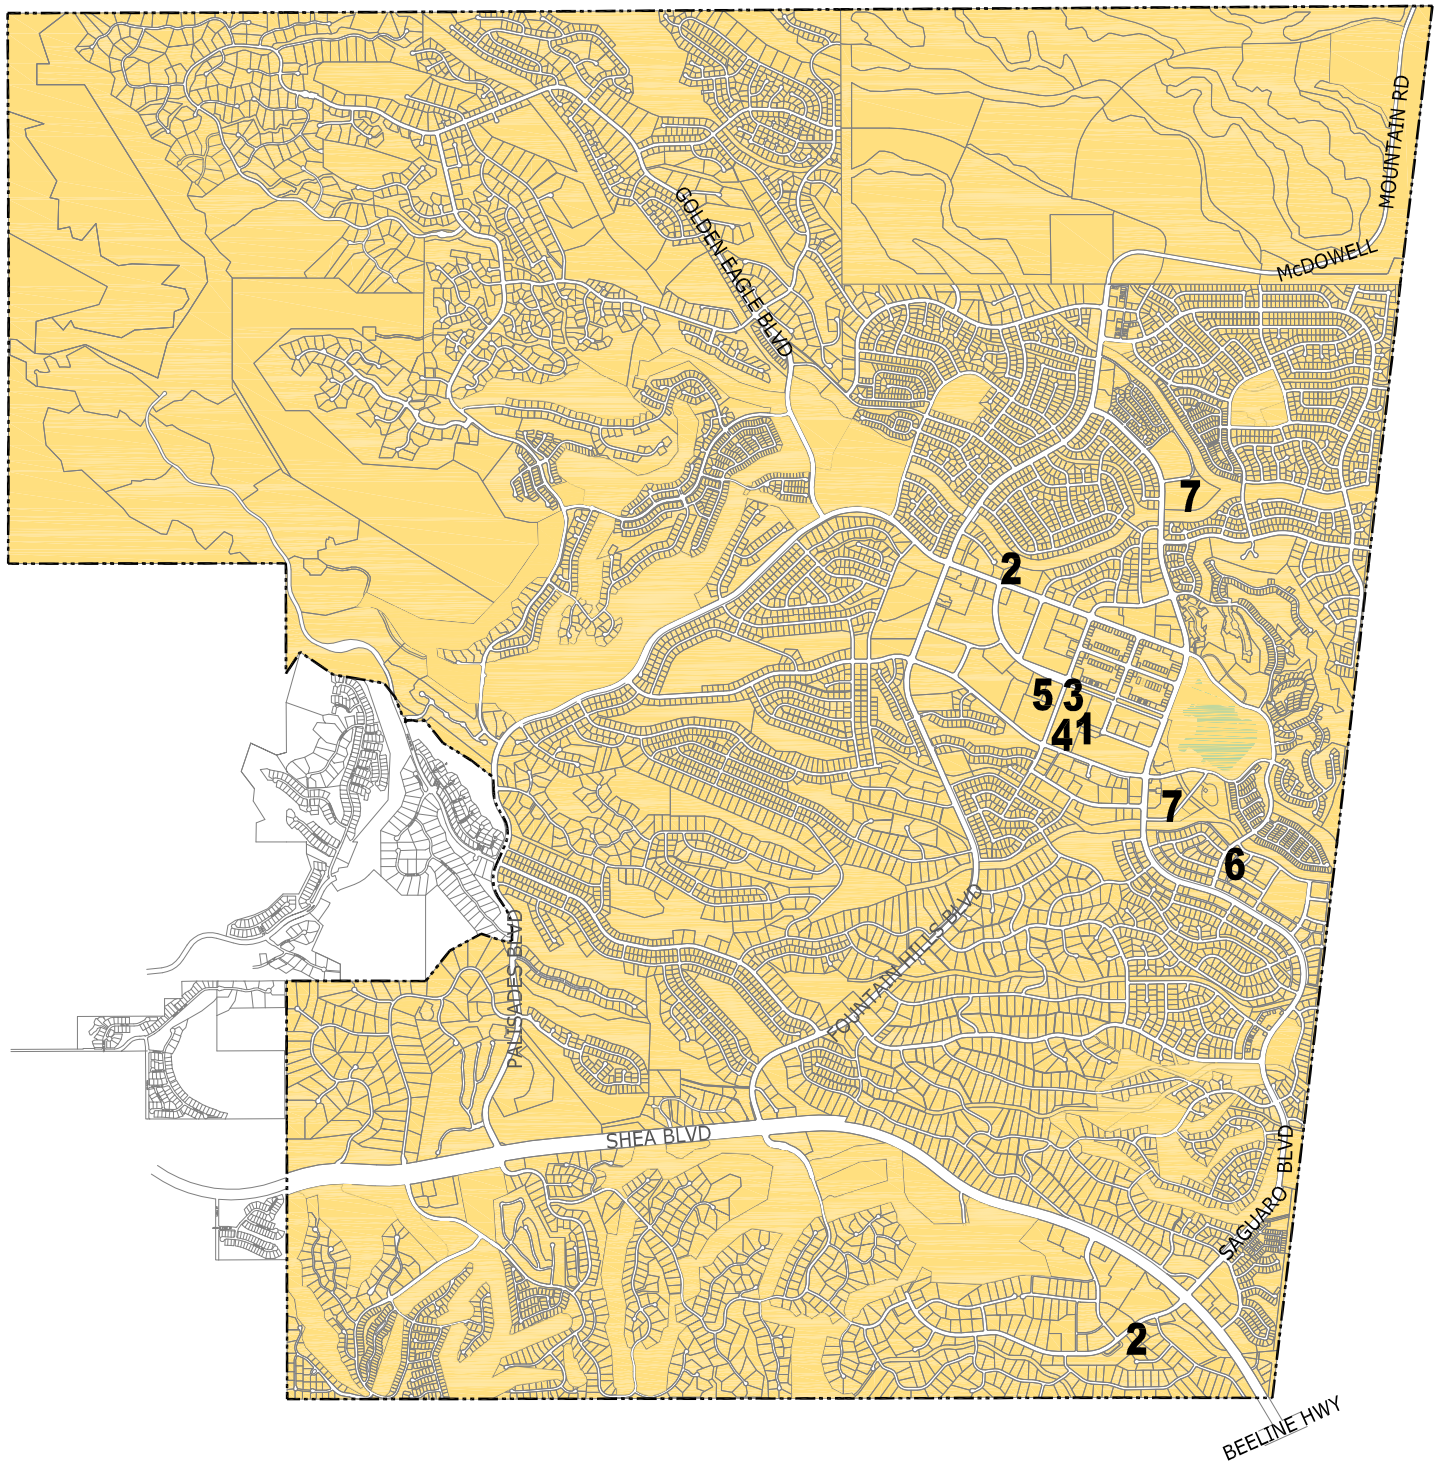 MOUNTAIN RD
GOLDEN EAGLE BLVD
McDOWELL
7
2
5
3
4
1
7
6
FOUNTAIN HILLS BLVD
PALISADES BLVD
SHEA BLVD
SAGUARO BLVD
2
BEELINE HWY